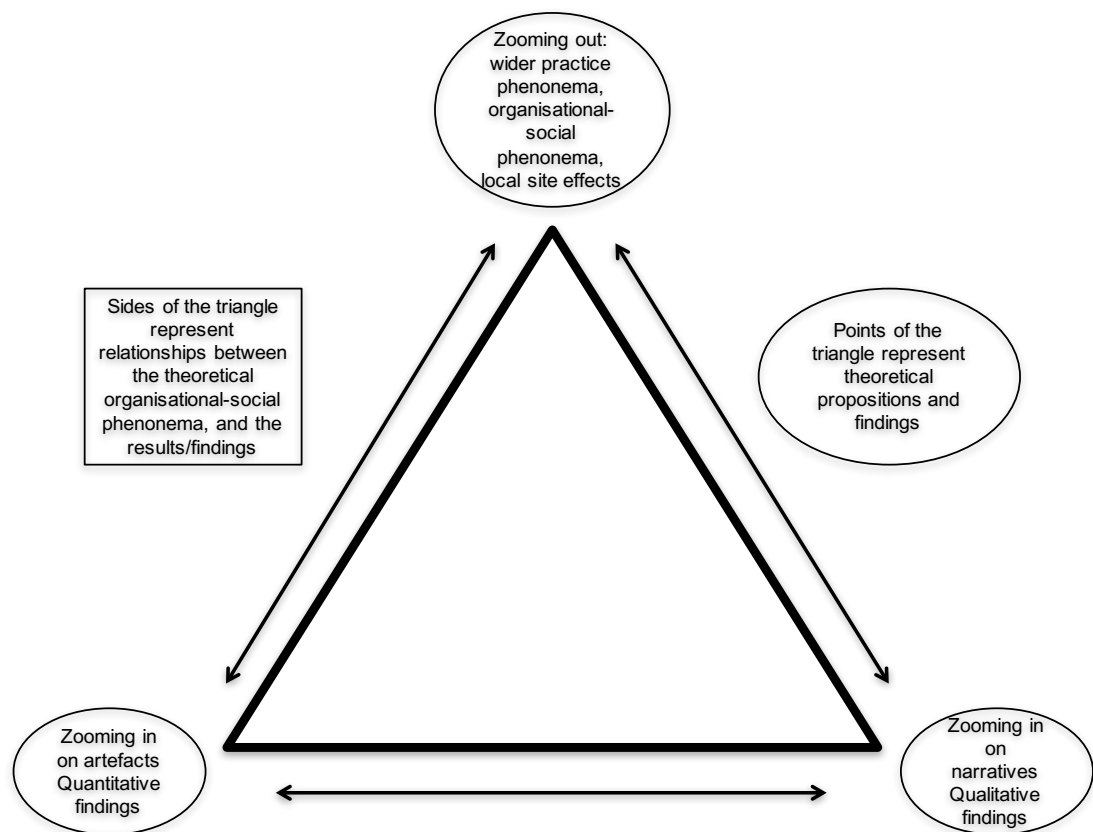 Zooming out:
wider practice
phenonema,
organisational-
social
phenonema,
local site effects
Sides of the triangle
represent
relationships between
the theoretical
organisational-social
phenonema, and the
results/findings
Points of the
triangle represent
theoretical
propositions and
findings
Zooming in
on artefacts
Quantitative
findings
Zooming in
on
narratives
Qualitative
findings